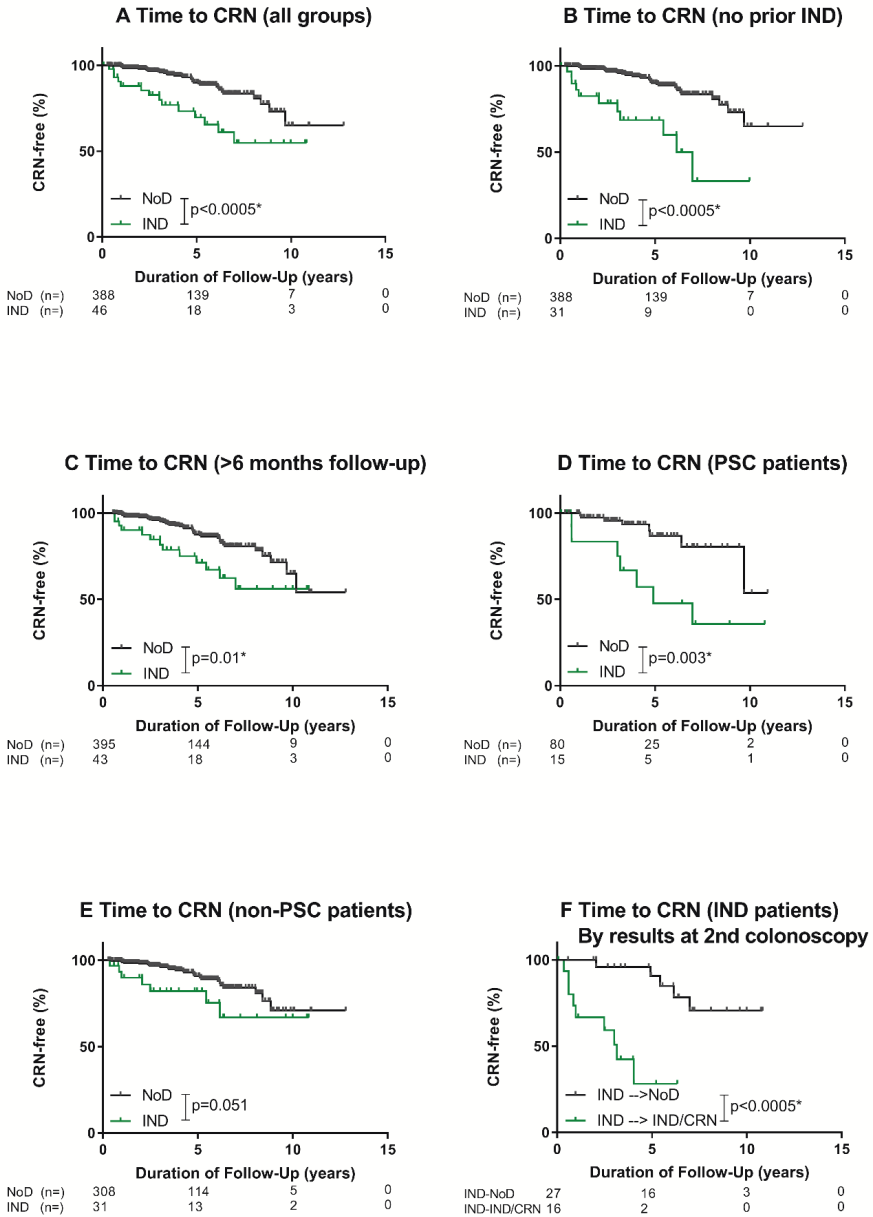 A Time to CRN (all groups)
CRN-free (%)
100
50
0
NoD
IND
p<0.0005*
0 5 10 15
Duration of Follow-Up (years)
NoD (n=) 388 139 7 0
IND (n=) 46 18 3 0
B Time to CRN (no prior IND)
CRN-free (%)
100
50
0
NoD
IND
p<0.0005*
0 5 10 15
Duration of Follow-Up (years)
NoD (n=) 388 139 7 0
IND (n=) 31 9 0 0
C Time to CRN (>6 months follow-up)
CRN-free (%)
100
50
0
NoD
IND
p=0.01*
0 5 10 15
Duration of Follow-Up (years)
NoD (n=) 395 144 9 0
IND (n=) 43 18 3 0
D Time to CRN (PSC patients)
CRN-free (%)
100
50
0
NoD
IND
p=0.003*
0 5 10 15
Duration of Follow-Up (years)
NoD (n=) 80 25 2 0
IND (n=) 15 5 1 0
E Time to CRN (non-PSC patients)
CRN-free (%)
100
50
0
NoD
IND
p=0.051
0 5 10 15
Duration of Follow-Up (years)
NoD (n=) 308 114 5 0
IND (n=) 31 13 2 0
F Time to CRN (IND patients)
By results at 2nd colonoscopy
CRN-free (%)
100
50
0
IND -->NoD
IND --> IND/CRN
p<0.0005*
0 5 10 15
Duration of Follow-Up (years)
IND-NoD 27 16 3 0
IND-IND/CRN 16 2 0 0